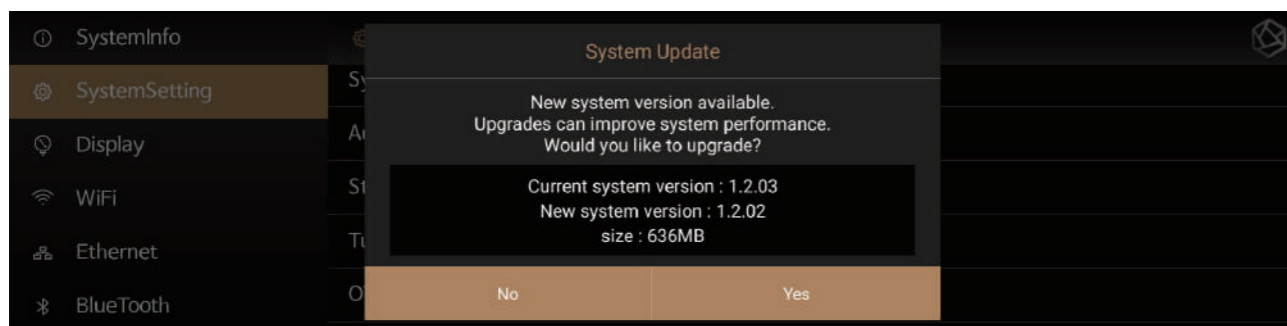 SystemInfo
SystemSetting
Display
WiFi
Ethernet
BlueTooth
System Update
New system version available.
Upgrades can improve system performance.
Would you like to upgrade?
Current system version : 1.2.03
New system version : 1.2.02
size : 636MB
No
Yes